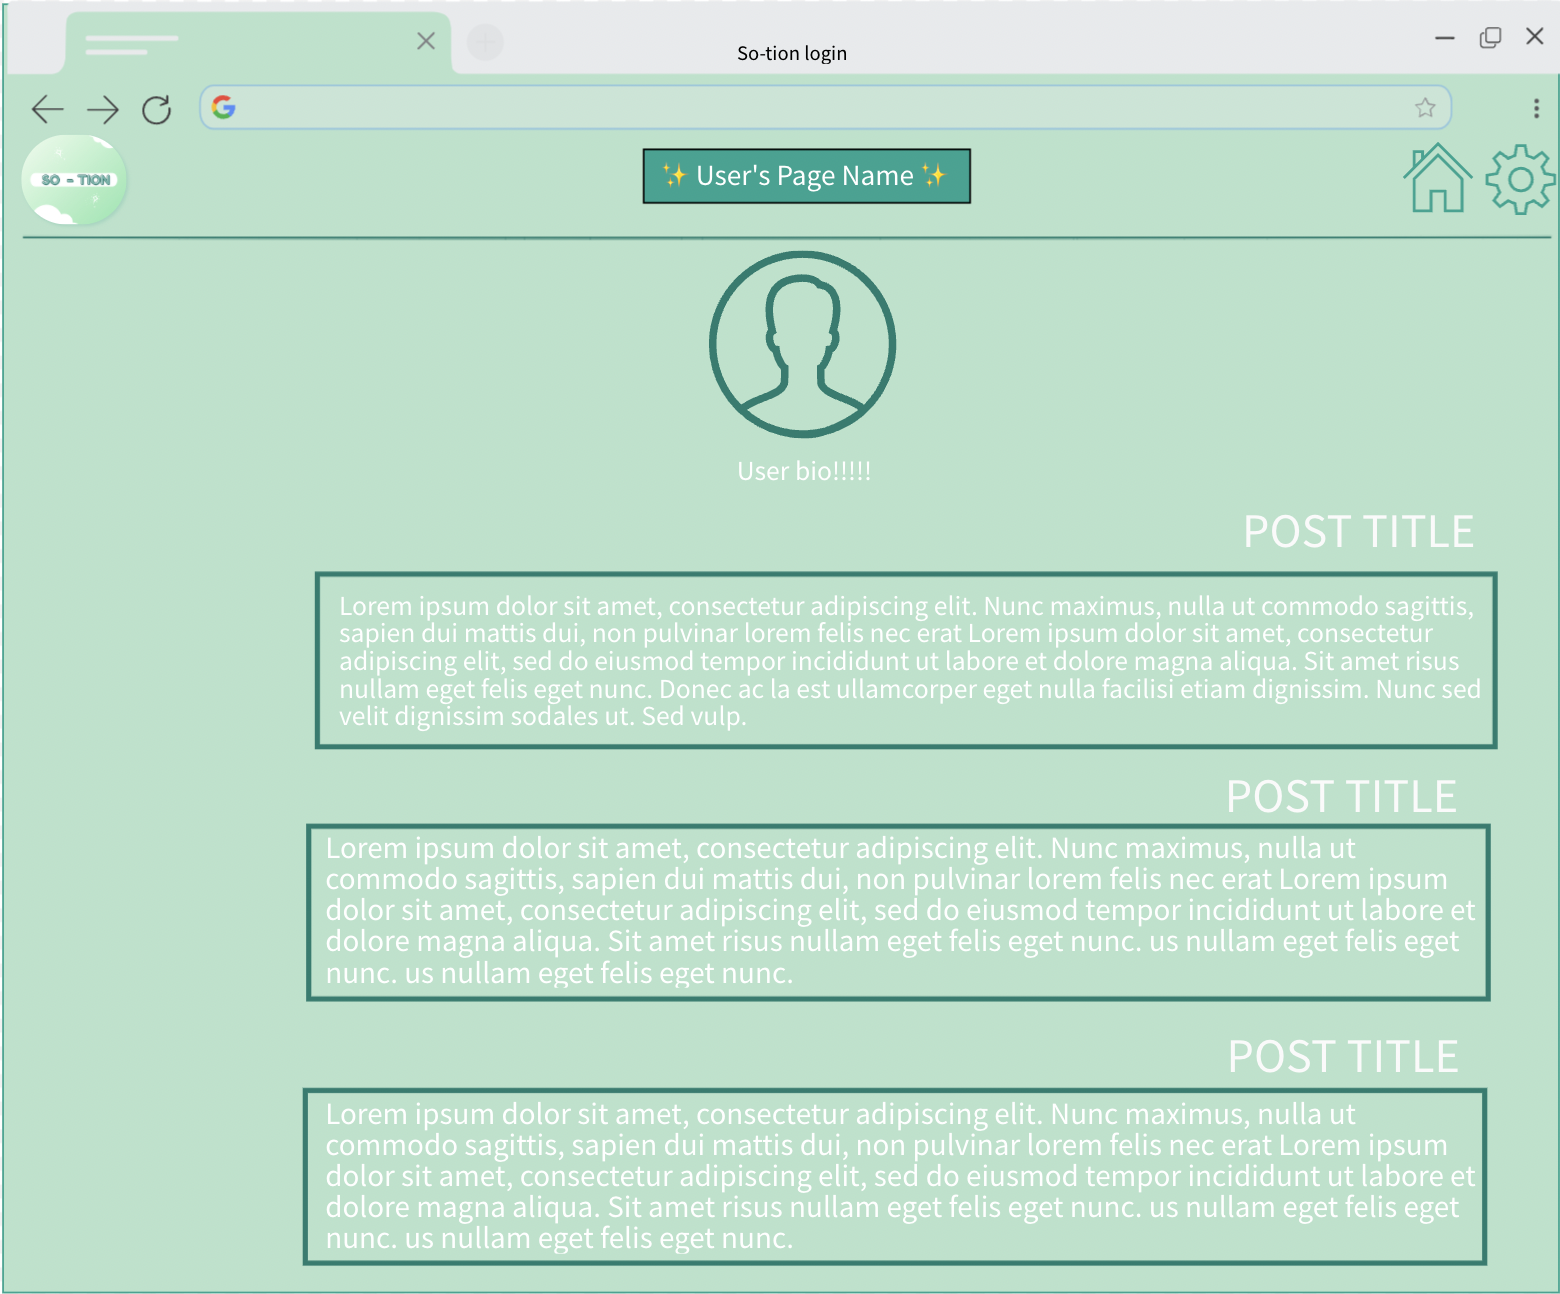 So-tion login
SO - TION
✨ User's Page Name ✨
User bio!!!!!
POST TITLE
Lorem ipsum dolor sit amet, consectetur adipiscing elit. Nunc maximus, nulla ut commodo sagittis,
sapien dui mattis dui, non pulvinar lorem felis nec erat Lorem ipsum dolor sit amet, consectetur
adipiscing elit, sed do eiusmod tempor incididunt ut labore et dolore magna aliqua. Sit amet risus
nullam eget felis eget nunc. Donec ac la est ullamcorper eget nulla facilisi etiam dignissim. Nunc sed
velit dignissim sodales ut. Sed vulp.
POST TITLE
Lorem ipsum dolor sit amet, consectetur adipiscing elit. Nunc maximus, nulla ut
commodo sagittis, sapien dui mattis dui, non pulvinar lorem felis nec erat Lorem ipsum
dolor sit amet, consectetur adipiscing elit, sed do eiusmod tempor incididunt ut labore et
dolore magna aliqua. Sit amet risus nullam eget felis eget nunc. us nullam eget felis eget
nunc. us nullam eget felis eget nunc.
POST TITLE
Lorem ipsum dolor sit amet, consectetur adipiscing elit. Nunc maximus, nulla ut
commodo sagittis, sapien dui mattis dui, non pulvinar lorem felis nec erat Lorem ipsum
dolor sit amet, consectetur adipiscing elit, sed do eiusmod tempor incididunt ut labore et
dolore magna aliqua. Sit amet risus nullam eget felis eget nunc. us nullam eget felis eget
nunc. us nullam eget felis eget nunc.